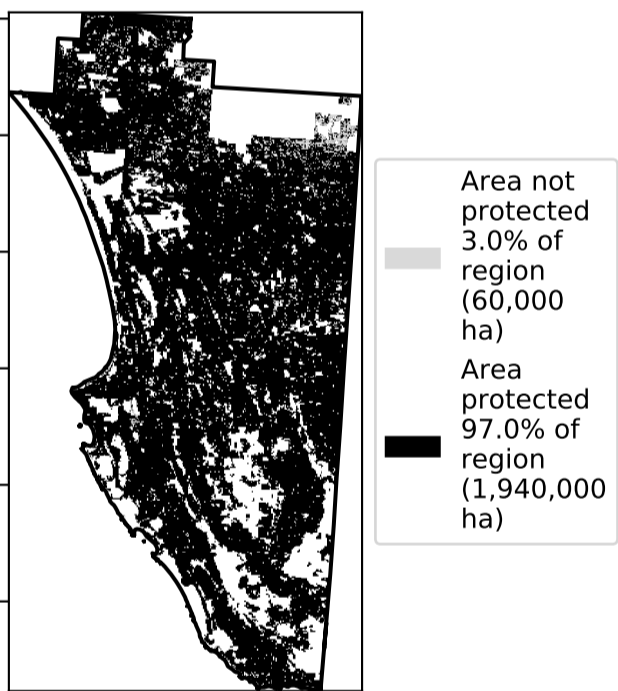 Area not
protected
3.0% of
region
(60,000
ha)
Area
protected
97.0% of
region
(1,940,000
ha)